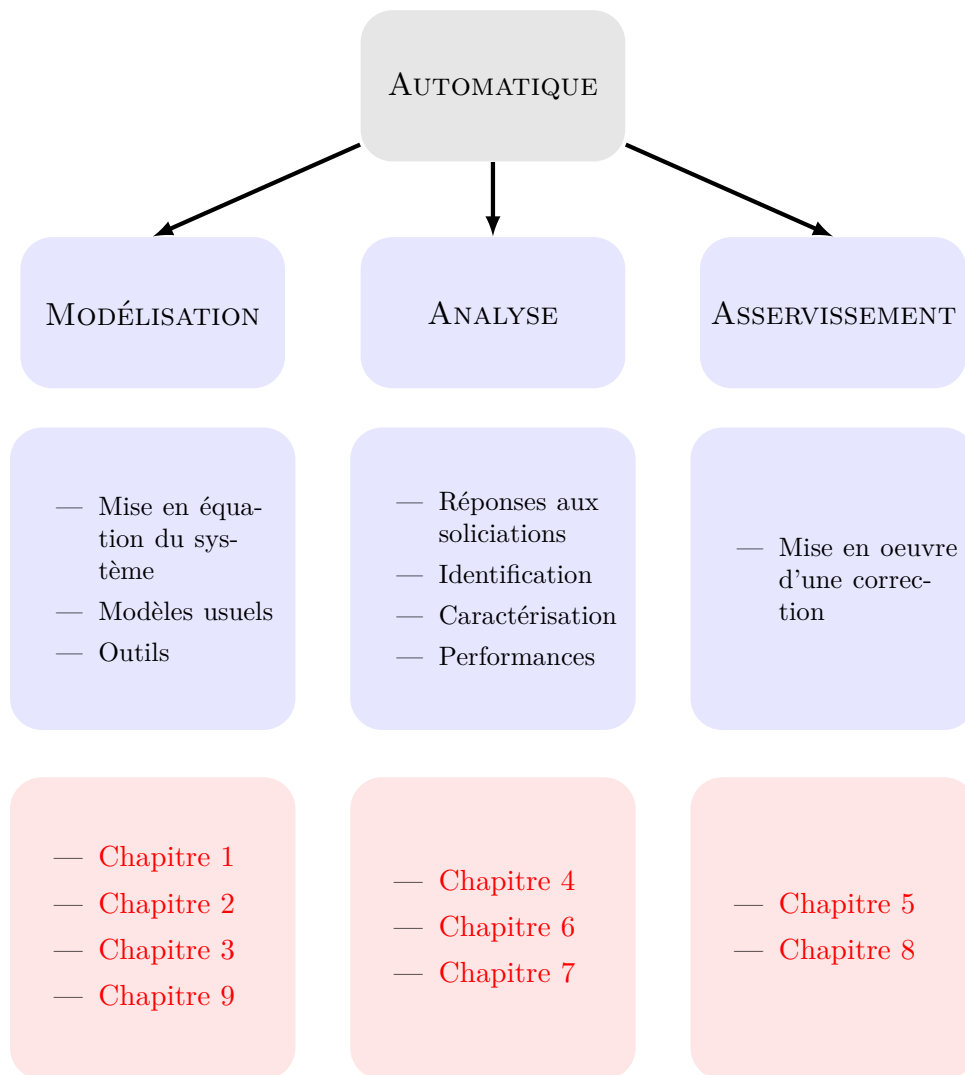 AUTOMATIQUE
MODÉLISATION
ANALYSE
ASSERVISSEMENT
— Mise en équa-
tion du sys-
tème
— Modèles usuels
— Outils
— Réponses aux
soliciations
— Identification
— Caractérisation
— Performances
— Mise en oeuvre
d'une correc-
tion
— Chapitre 1
— Chapitre 2
— Chapitre 3
— Chapitre 9
— Chapitre 4
— Chapitre 6
— Chapitre 7
— Chapitre 5
— Chapitre 8